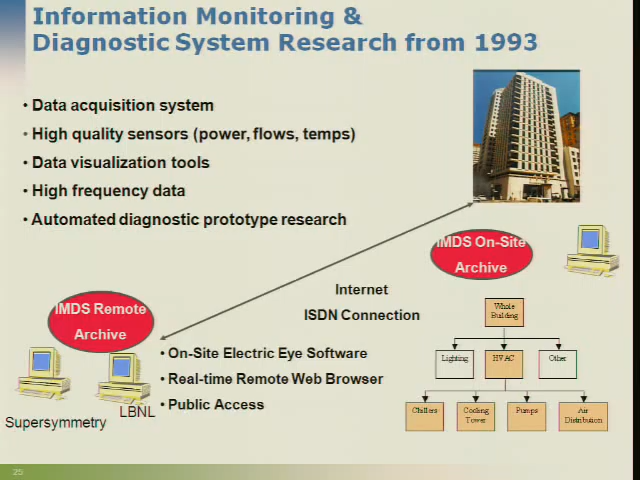 Information Monitoring &
Diagnostic System Research from 1993
• Data acquisition system
• High quality sensors (power, flows, temps)
• Data visualization tools
• High frequency data
• Automated diagnostic prototype research
IMDS On-Site
Archive
Internet
ISDN Connection
IMDS Remote
Archive
• On-Site Electric Eye Software
• Real-time Remote Web Browser
• Public Access
Supersymmetry
LBNL
Whole
Building
Lighting
HVAC
Other
Chillers
Cooling
Tower
Pumps
Air
Distribution
25